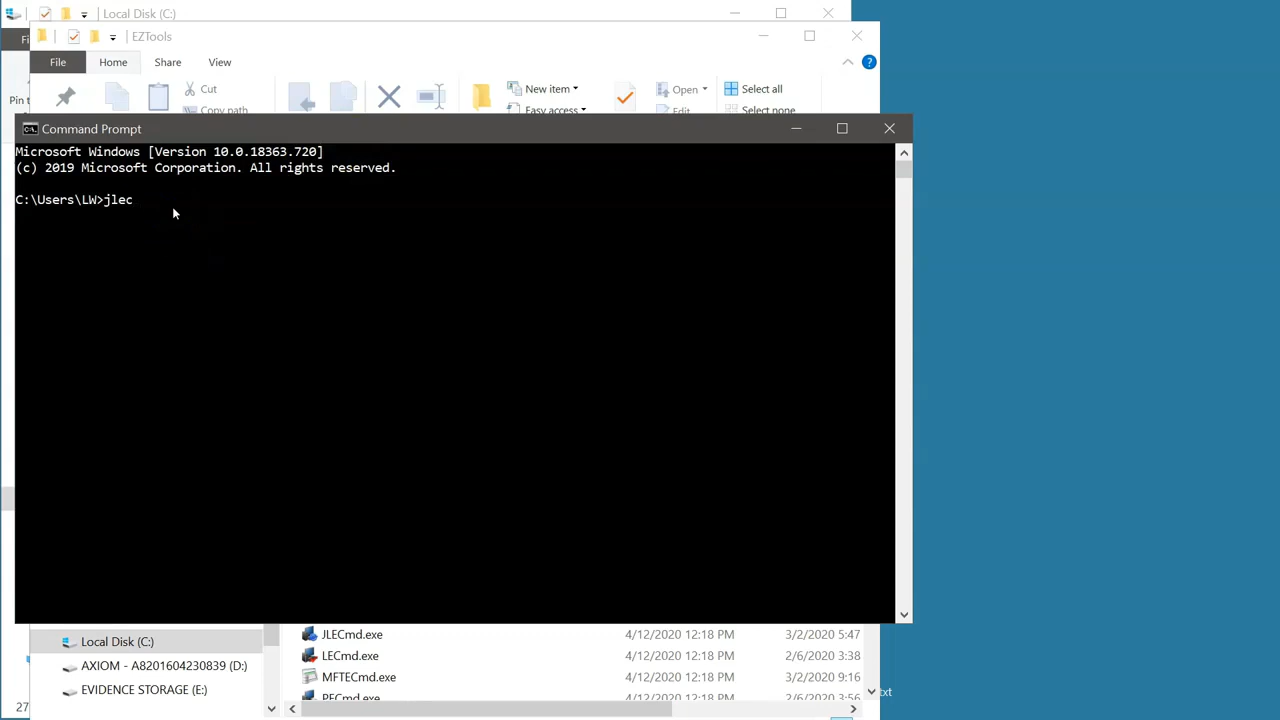 Local Disk (C:)
EZTools
File Home Share View
Cut
Copy path
New item
Easy access
Open
Edit
Select all
Select none
Pin t
Command Prompt
Microsoft Windows [Version 10.0.18363.720]
(c) 2019 Microsoft Corporation. All rights reserved.
C:\Users\LW>jlec
JLECmd.exe 4/12/2020 12:18 PM 3/2/2020 5:47
LECmd.exe 4/12/2020 12:18 PM 2/6/2020 3:38
MFTECmd.exe 4/12/2020 12:18 PM 3/2/2020 9:16
PECmd.exe 4/12/2020 12:18 PM 2/6/2020 3:56
Local Disk (C:)
AXIOM - A8201604230839 (D:)
EVIDENCE STORAGE (E:)
27
txt